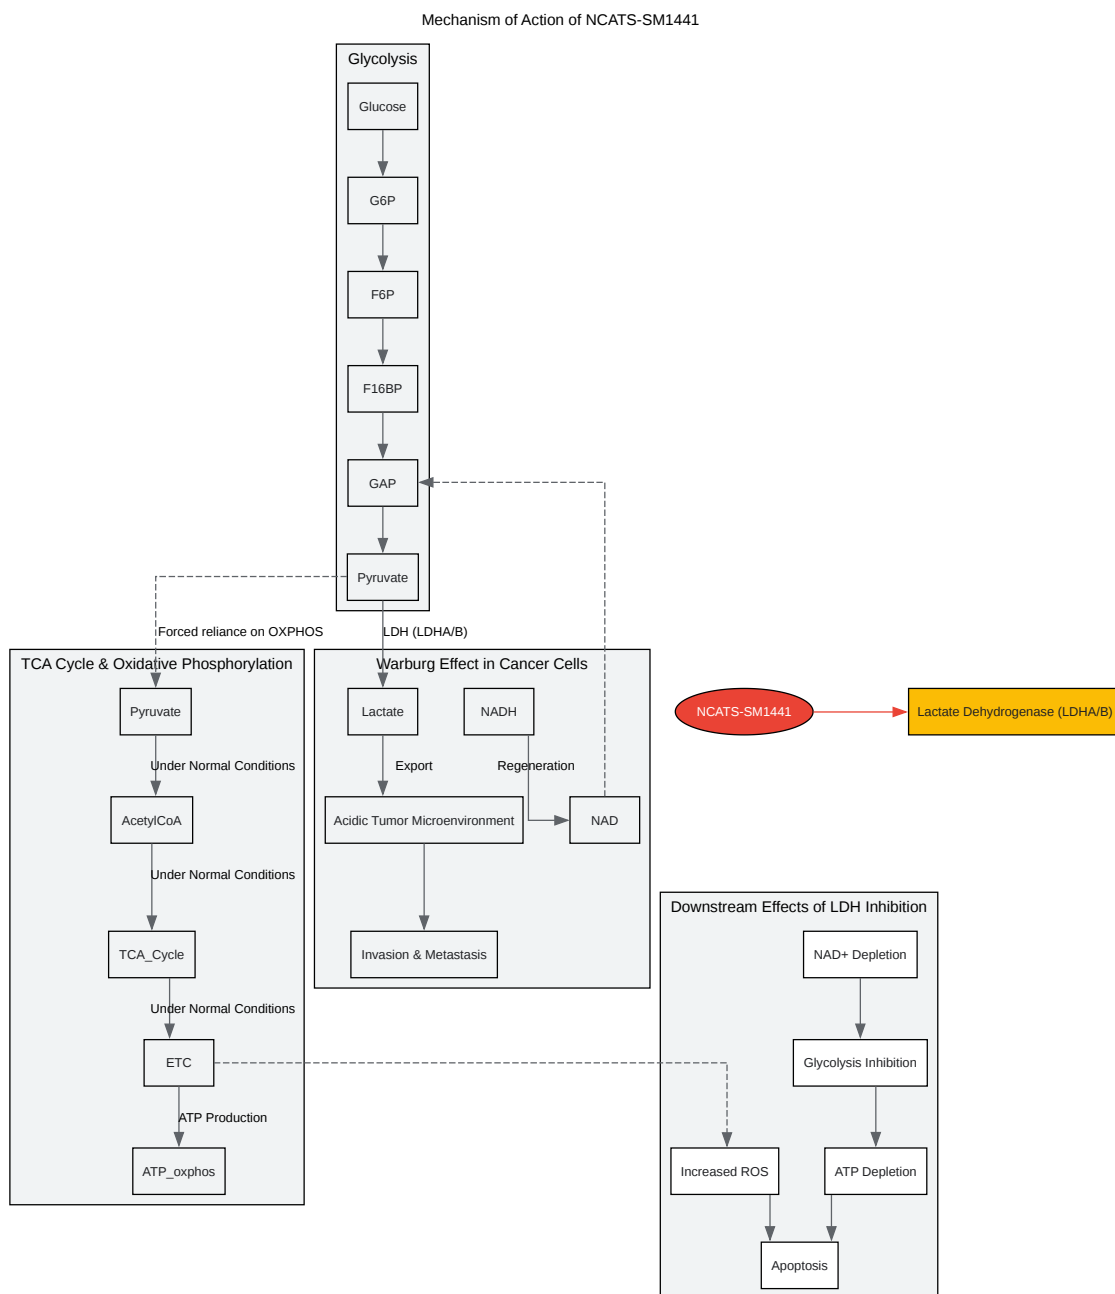 Mechanism of Action of NCATS-SM1441
Glycolysis
Glucose
G6P
F6P
F16BP
GAP
Pyruvate
Forced reliance on OXPHOS
LDH (LDHA/B)
TCA Cycle & Oxidative Phosphorylation
Pyruvate
Under Normal Conditions
AcetylCoA
Under Normal Conditions
TCA_Cycle
Under Normal Conditions
ETC
ATP Production
ATP_oxphos
Warburg Effect in Cancer Cells
Lactate
NADH
Export
Regeneration
Acidic Tumor Microenvironment
NAD
Invasion & Metastasis
NCATS-SM1441
Lactate Dehydrogenase (LDHA/B)
Downstream Effects of LDH Inhibition
NAD+ Depletion
Glycolysis Inhibition
Increased ROS
ATP Depletion
Apoptosis